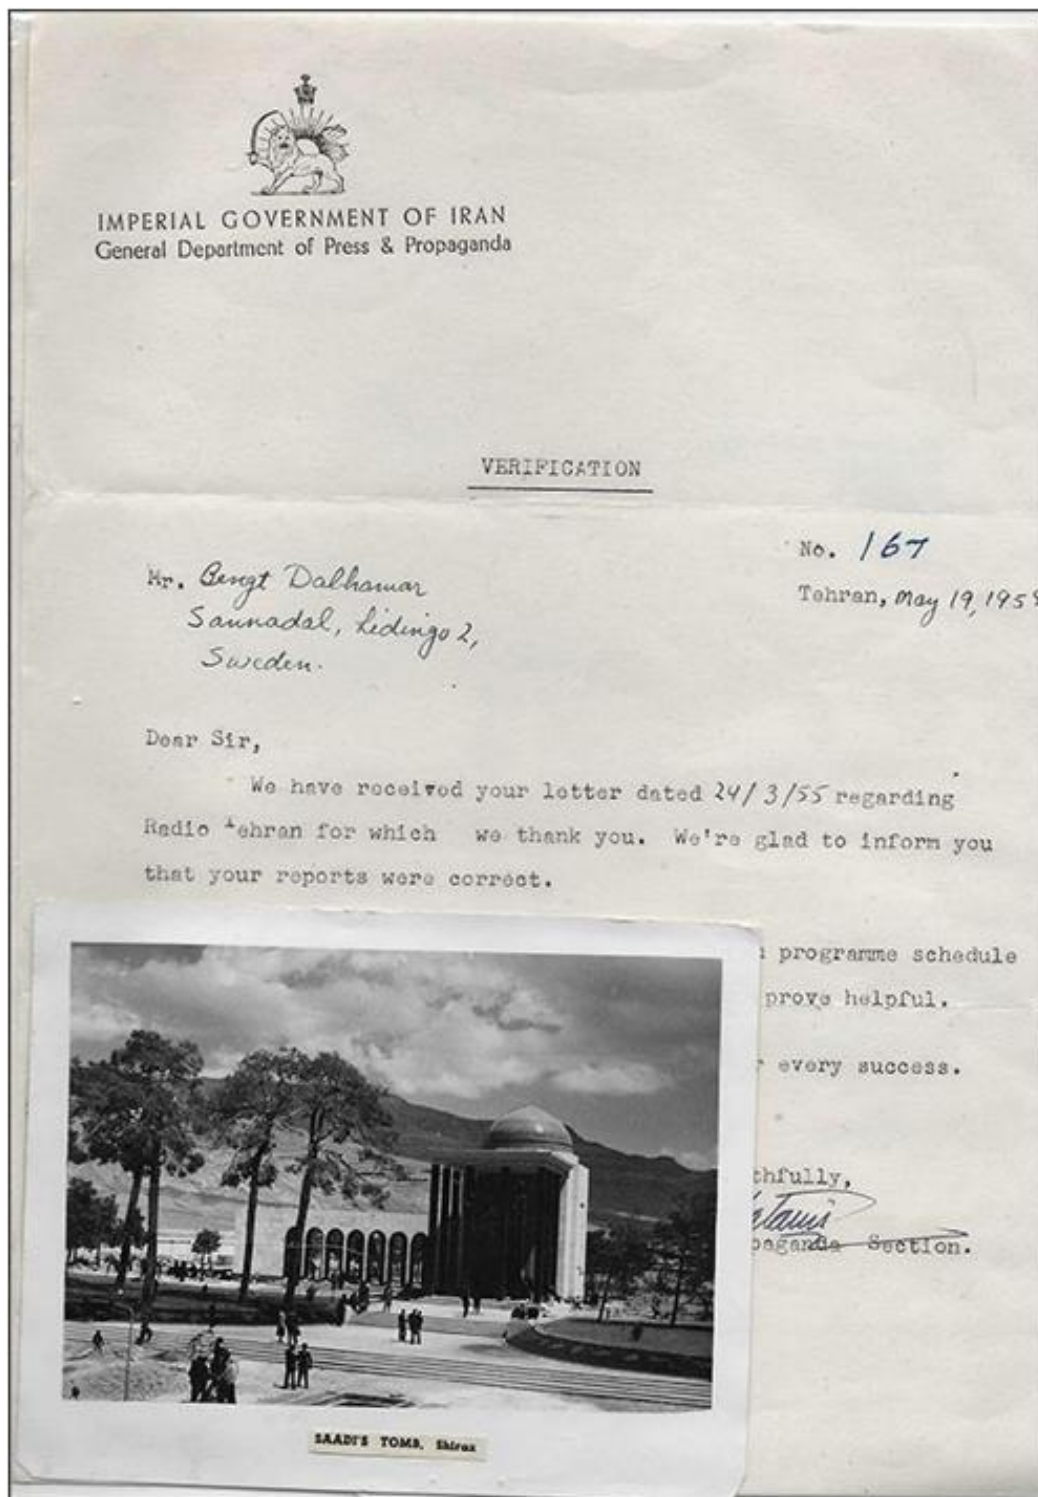 IMPERIAL GOVERNMENT OF IRAN
General Department of Press & Propaganda
VERIFICATION
No. 167
Tehran, May 19, 195
Mr. Bengt Dalhamar
Sannadal, Lidingo 2,
Sweden.
Dear Sir,
We have received your letter dated 24/3/55 regarding
Radio Tehran for which we thank you. We're glad to inform you
that your reports were correct.
programme schedule
prove helpful.
every success.
thfully,
paganda Section.
SAADI'S TOMB, Shiraz